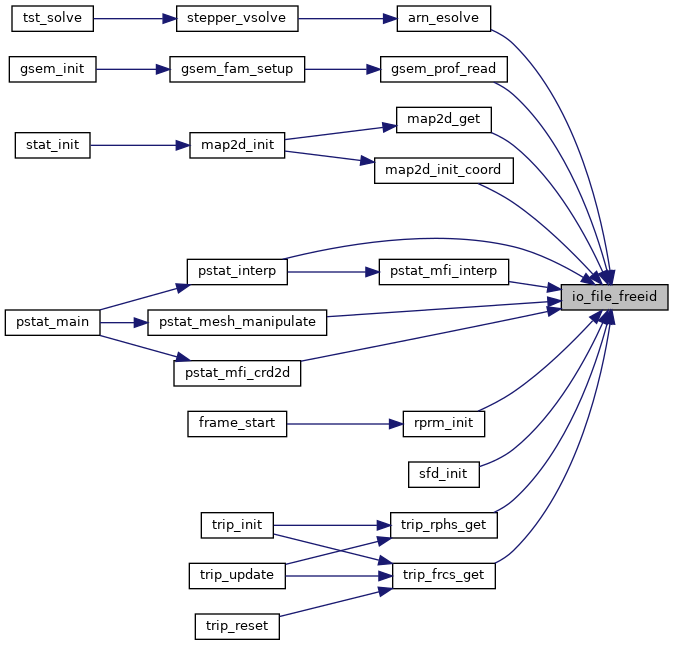 tst_solve
stepper_vsolve
arn_esolve
gsem_init
gsem_fam_setup
gsem_prof_read
map2d_get
stat_init
map2d_init
map2d_init_coord
pstat_interp
pstat_mfi_interp
io_file_freeid
pstat_main
pstat_mesh_manipulate
pstat_mfi_crd2d
frame_start
rprm_init
sfd_init
trip_init
trip_rphs_get
trip_update
trip_frcs_get
trip_reset